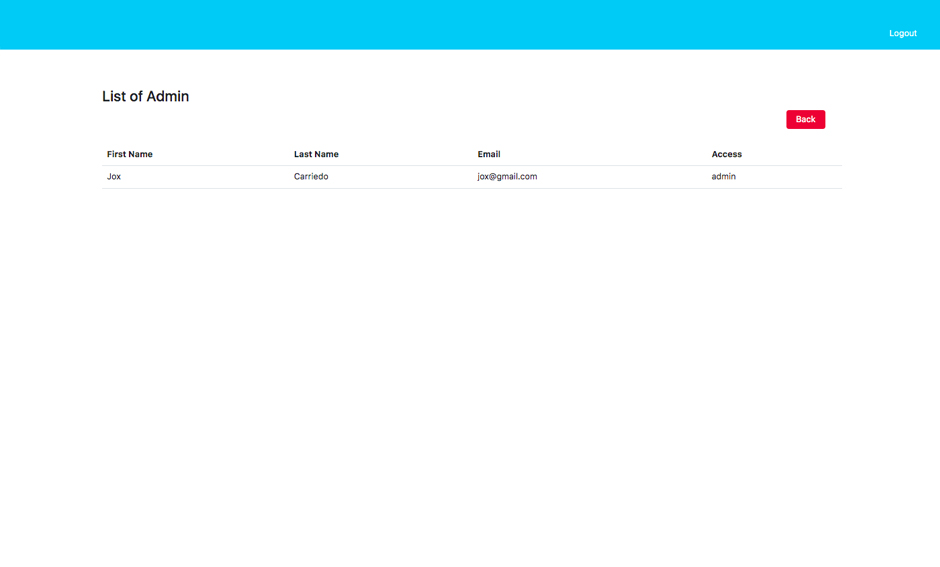 Logout
List of Admin
Back
First Name Last Name Email Access
Jox Carriedo jox@gmail.com admin